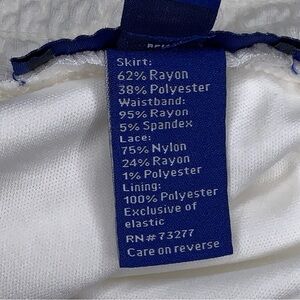 Skirt:
62% Rayon
38% Polyester
Waistband:
95% Rayon
5% Spandex
Lace:
75% Nylon
24% Rayon
1% Polyester
Lining:
100% Polyester
Exclusive of
elastic
RN#73277
Care on reverse